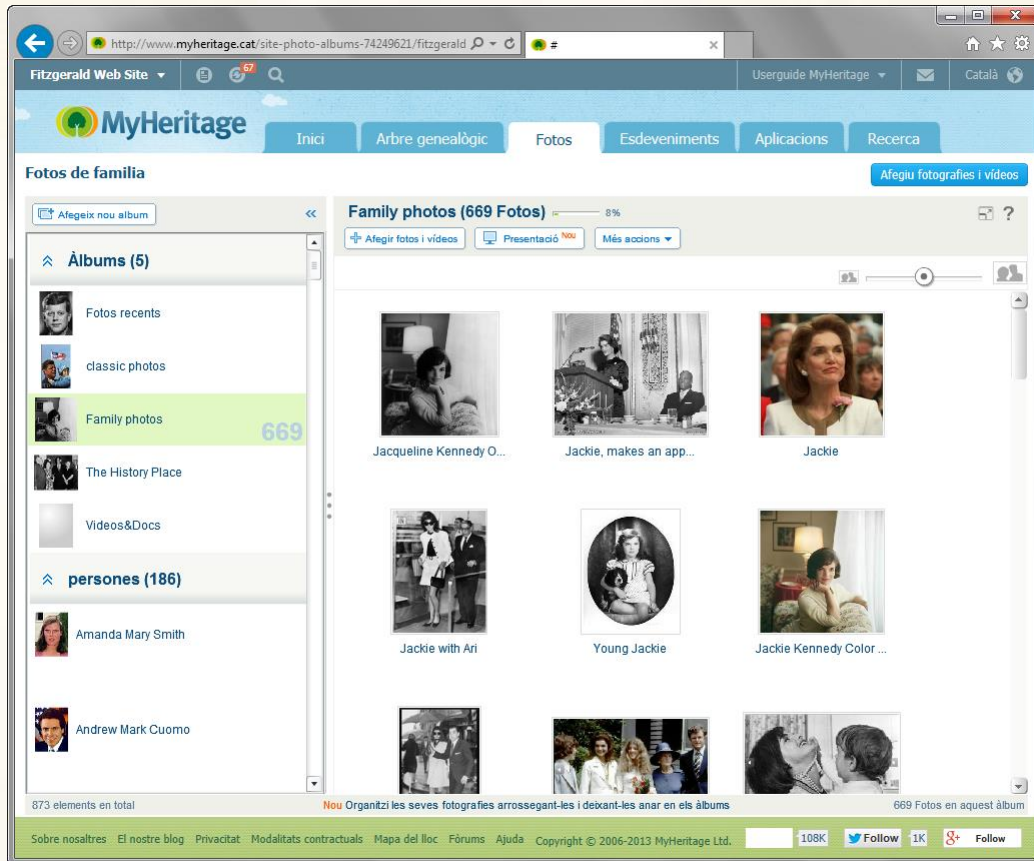 http://www.myheritage.cat/site-photo-albums-74249621/fitzgerald
#
Fitzgerald Web Site
67
Userguide MyHeritage
Català
MyHeritage
Inici
Arbre genealògic
Fotos
Esdeveniments
Aplicacions
Recerca
Fotos de familia
Afegiu fotografies i vídeos
Afegeix nou album
«
Àlbums (5)
Fotos recents
classic photos
Family photos
669
The History Place
Videos&Docs
persones (186)
Amanda Mary Smith
Andrew Mark Cuomo
Family photos (669 Fotos)
8%
?
Afegir fotos i vídeos
Presentació Nou
Més accions
Jacqueline Kennedy O...
Jackie, makes an app...
Jackie
Jackie with Ari
Young Jackie
Jackie Kennedy Color ...
873 elements en total
Nou Organitzi les seves fotografies arrossegant-les i deixant-les anar en els àlbums
669 Fotos en aquest àlbum
Sobre nosaltres El nostre blog Privacitat Modalitats contractuals Mapa del lloc Fòrums Ajuda Copyright © 2006-2013 MyHeritage Ltd.
108K
Follow
1K
g+ Follow